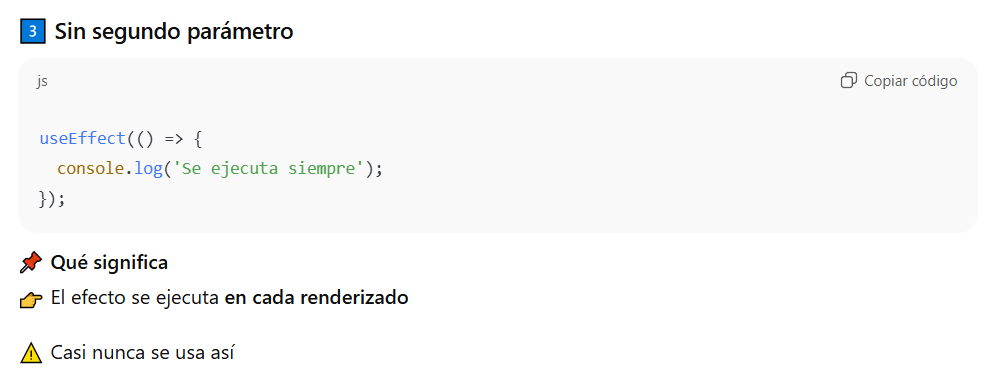 3 Sin segundo parámetro
js
Copiar código
useEffect(() => {
  console.log('Se ejecuta siempre');
});
📌 Qué significa
👉 El efecto se ejecuta en cada renderizado
⚠️ Casi nunca se usa así